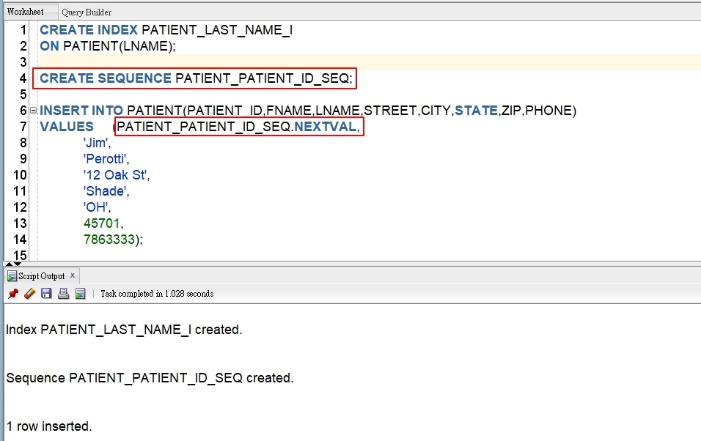 Worksheet Query Builder
1 CREATE INDEX PATIENT_LAST_NAME_I
2 ON PATIENT(LNAME);
3
4 CREATE SEQUENCE PATIENT_PATIENT_ID_SEQ;
5
6 INSERT INTO PATIENT(PATIENT_ID,FNAME,LNAME,STREET,CITY,STATE,ZIP,PHONE)
7 VALUES (PATIENT_PATIENT_ID_SEQ.NEXTVAL,
8 'Jim',
9 'Perotti',
10 '12 Oak St',
11 'Shade',
12 'OH',
13 45701,
14 7863333);
15
Script Output x
Task completed in 1.028 seconds
Index PATIENT_LAST_NAME_I created.
Sequence PATIENT_PATIENT_ID_SEQ created.
1 row inserted.